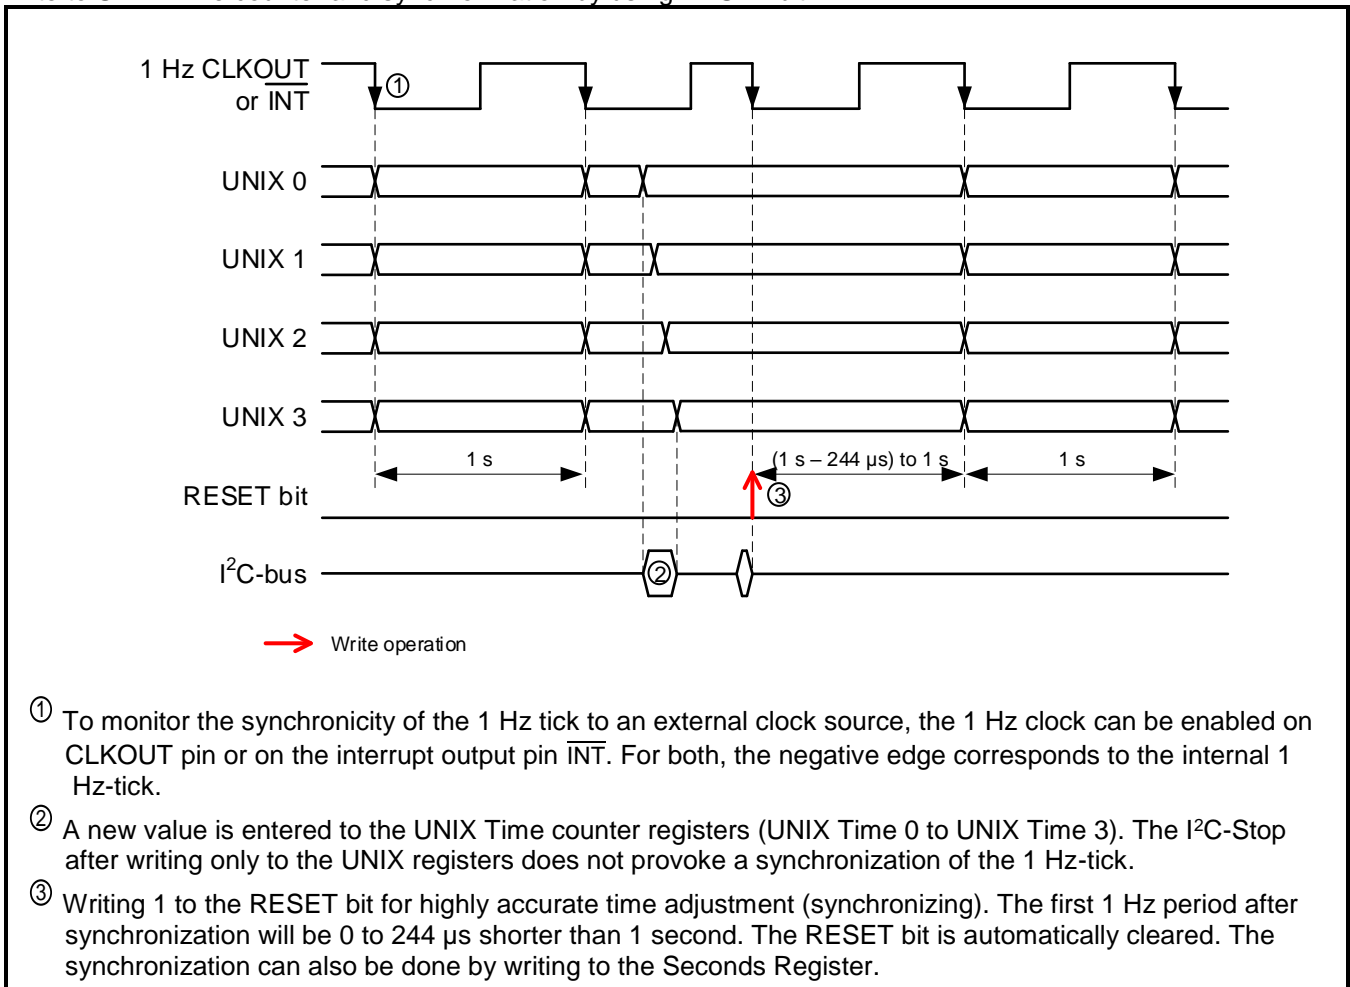 1 Hz CLKOUT
or INT
①
UNIX 0
UNIX 1
UNIX 2
UNIX 3
1 s
(1 s – 244 µs) to 1 s
1 s
RESET bit
③
I²C-bus
②
Write operation
① To monitor the synchronicity of the 1 Hz tick to an external clock source, the 1 Hz clock can be enabled on
CLKOUT pin or on the interrupt output pin INT. For both, the negative edge corresponds to the internal 1
Hz-tick.
② A new value is entered to the UNIX Time counter registers (UNIX Time 0 to UNIX Time 3). The I²C-Stop
after writing only to the UNIX registers does not provoke a synchronization of the 1 Hz-tick.
③ Writing 1 to the RESET bit for highly accurate time adjustment (synchronizing). The first 1 Hz period after
synchronization will be 0 to 244 µs shorter than 1 second. The RESET bit is automatically cleared. The
synchronization can also be done by writing to the Seconds Register.